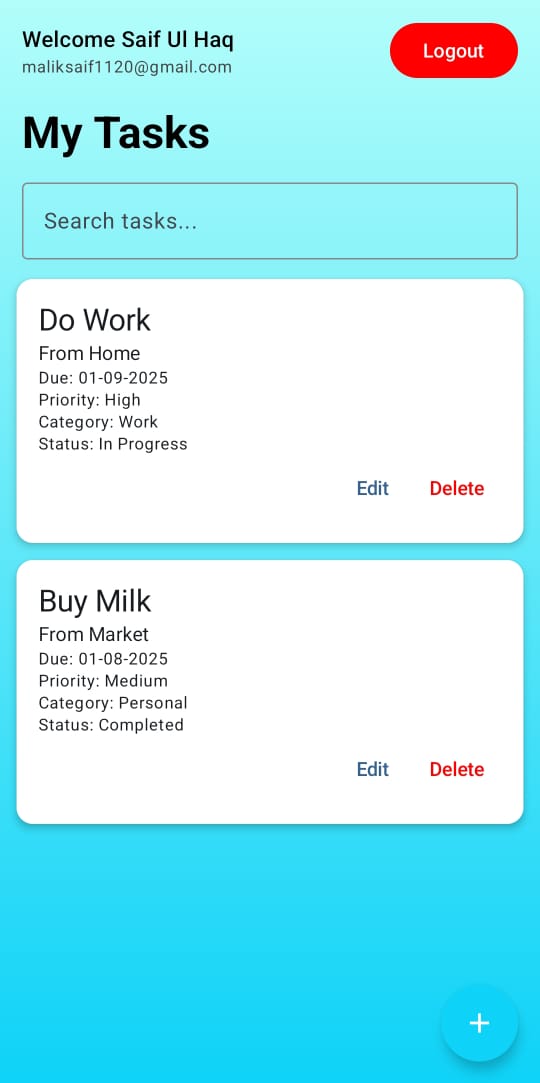 Welcome Saif Ul Haq
Logout
maliksaif1120@gmail.com
My Tasks
Search tasks...
Do Work
From Home
Due: 01-09-2025
Priority: High
Category: Work
Status: In Progress
Edit
Delete
Buy Milk
From Market
Due: 01-08-2025
Priority: Medium
Category: Personal
Status: Completed
Edit
Delete
+